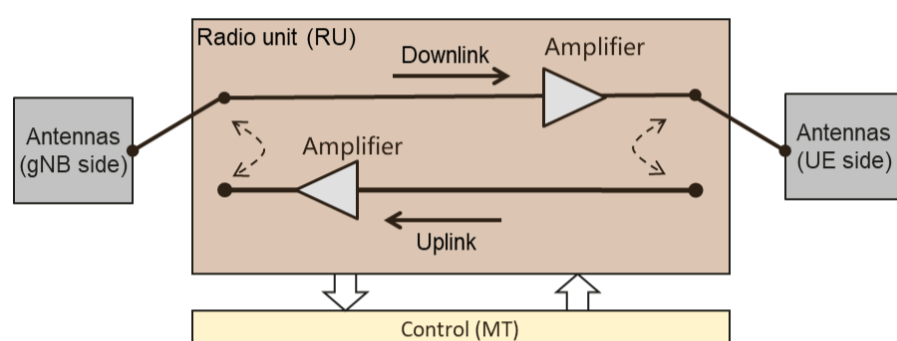 Radio unit (RU)
Downlink
Amplifier
Antennas
(gNB side)
Amplifier
Antennas
(UE side)
Uplink
Control (MT)